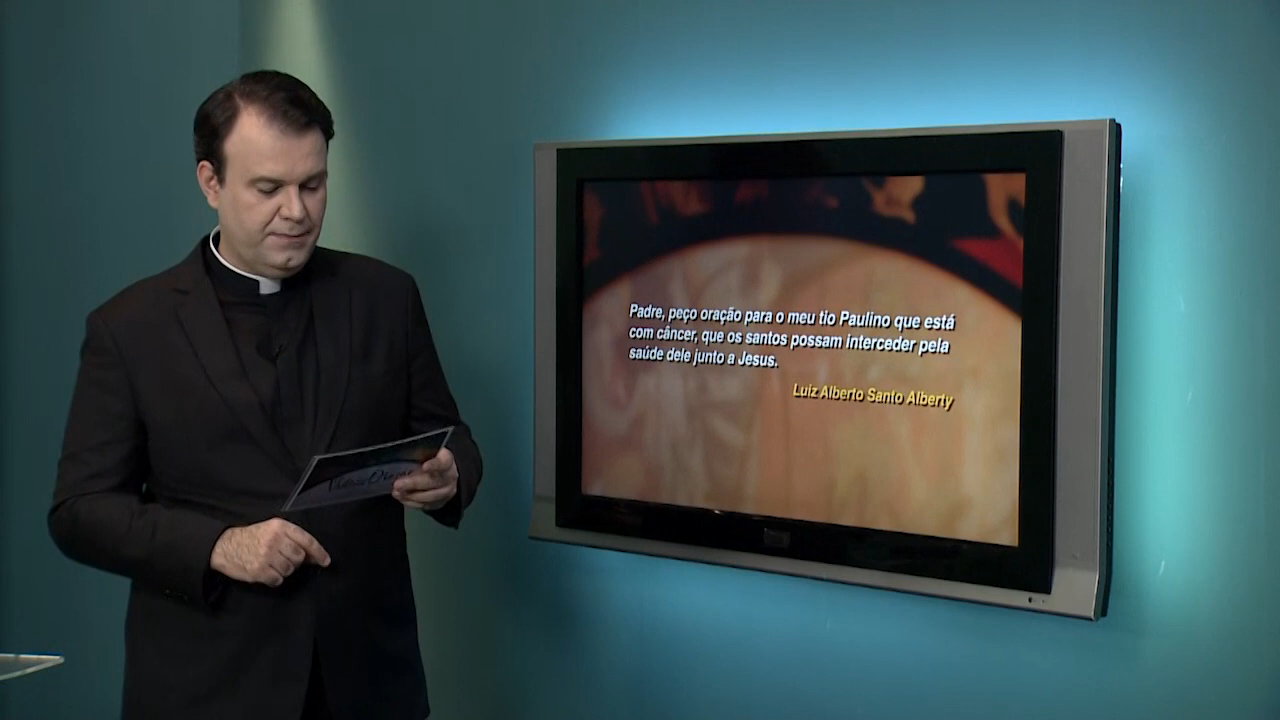 Padre, peço oração para o meu tio Paulino que está
com câncer, que os santos possam interceder pela
saúde dele junto a Jesus.
Luiz Alberto Santo Alberty